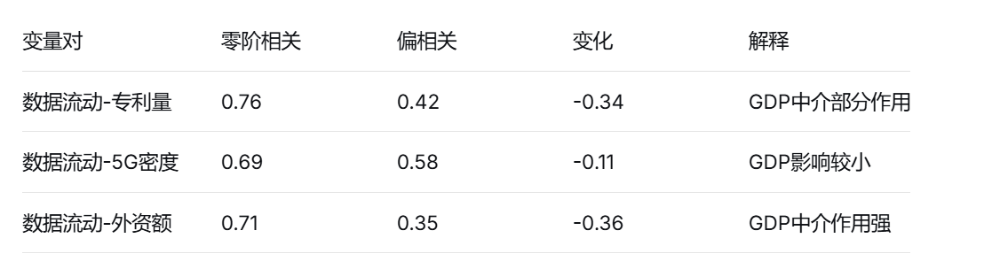 变量对 零阶相关 偏相关 变化 解释
数据流动-专利量 0.76 0.42 -0.34 GDP中介部分作用
数据流动-5G密度 0.69 0.58 -0.11 GDP影响较小
数据流动-外资额 0.71 0.35 -0.36 GDP中介作用强